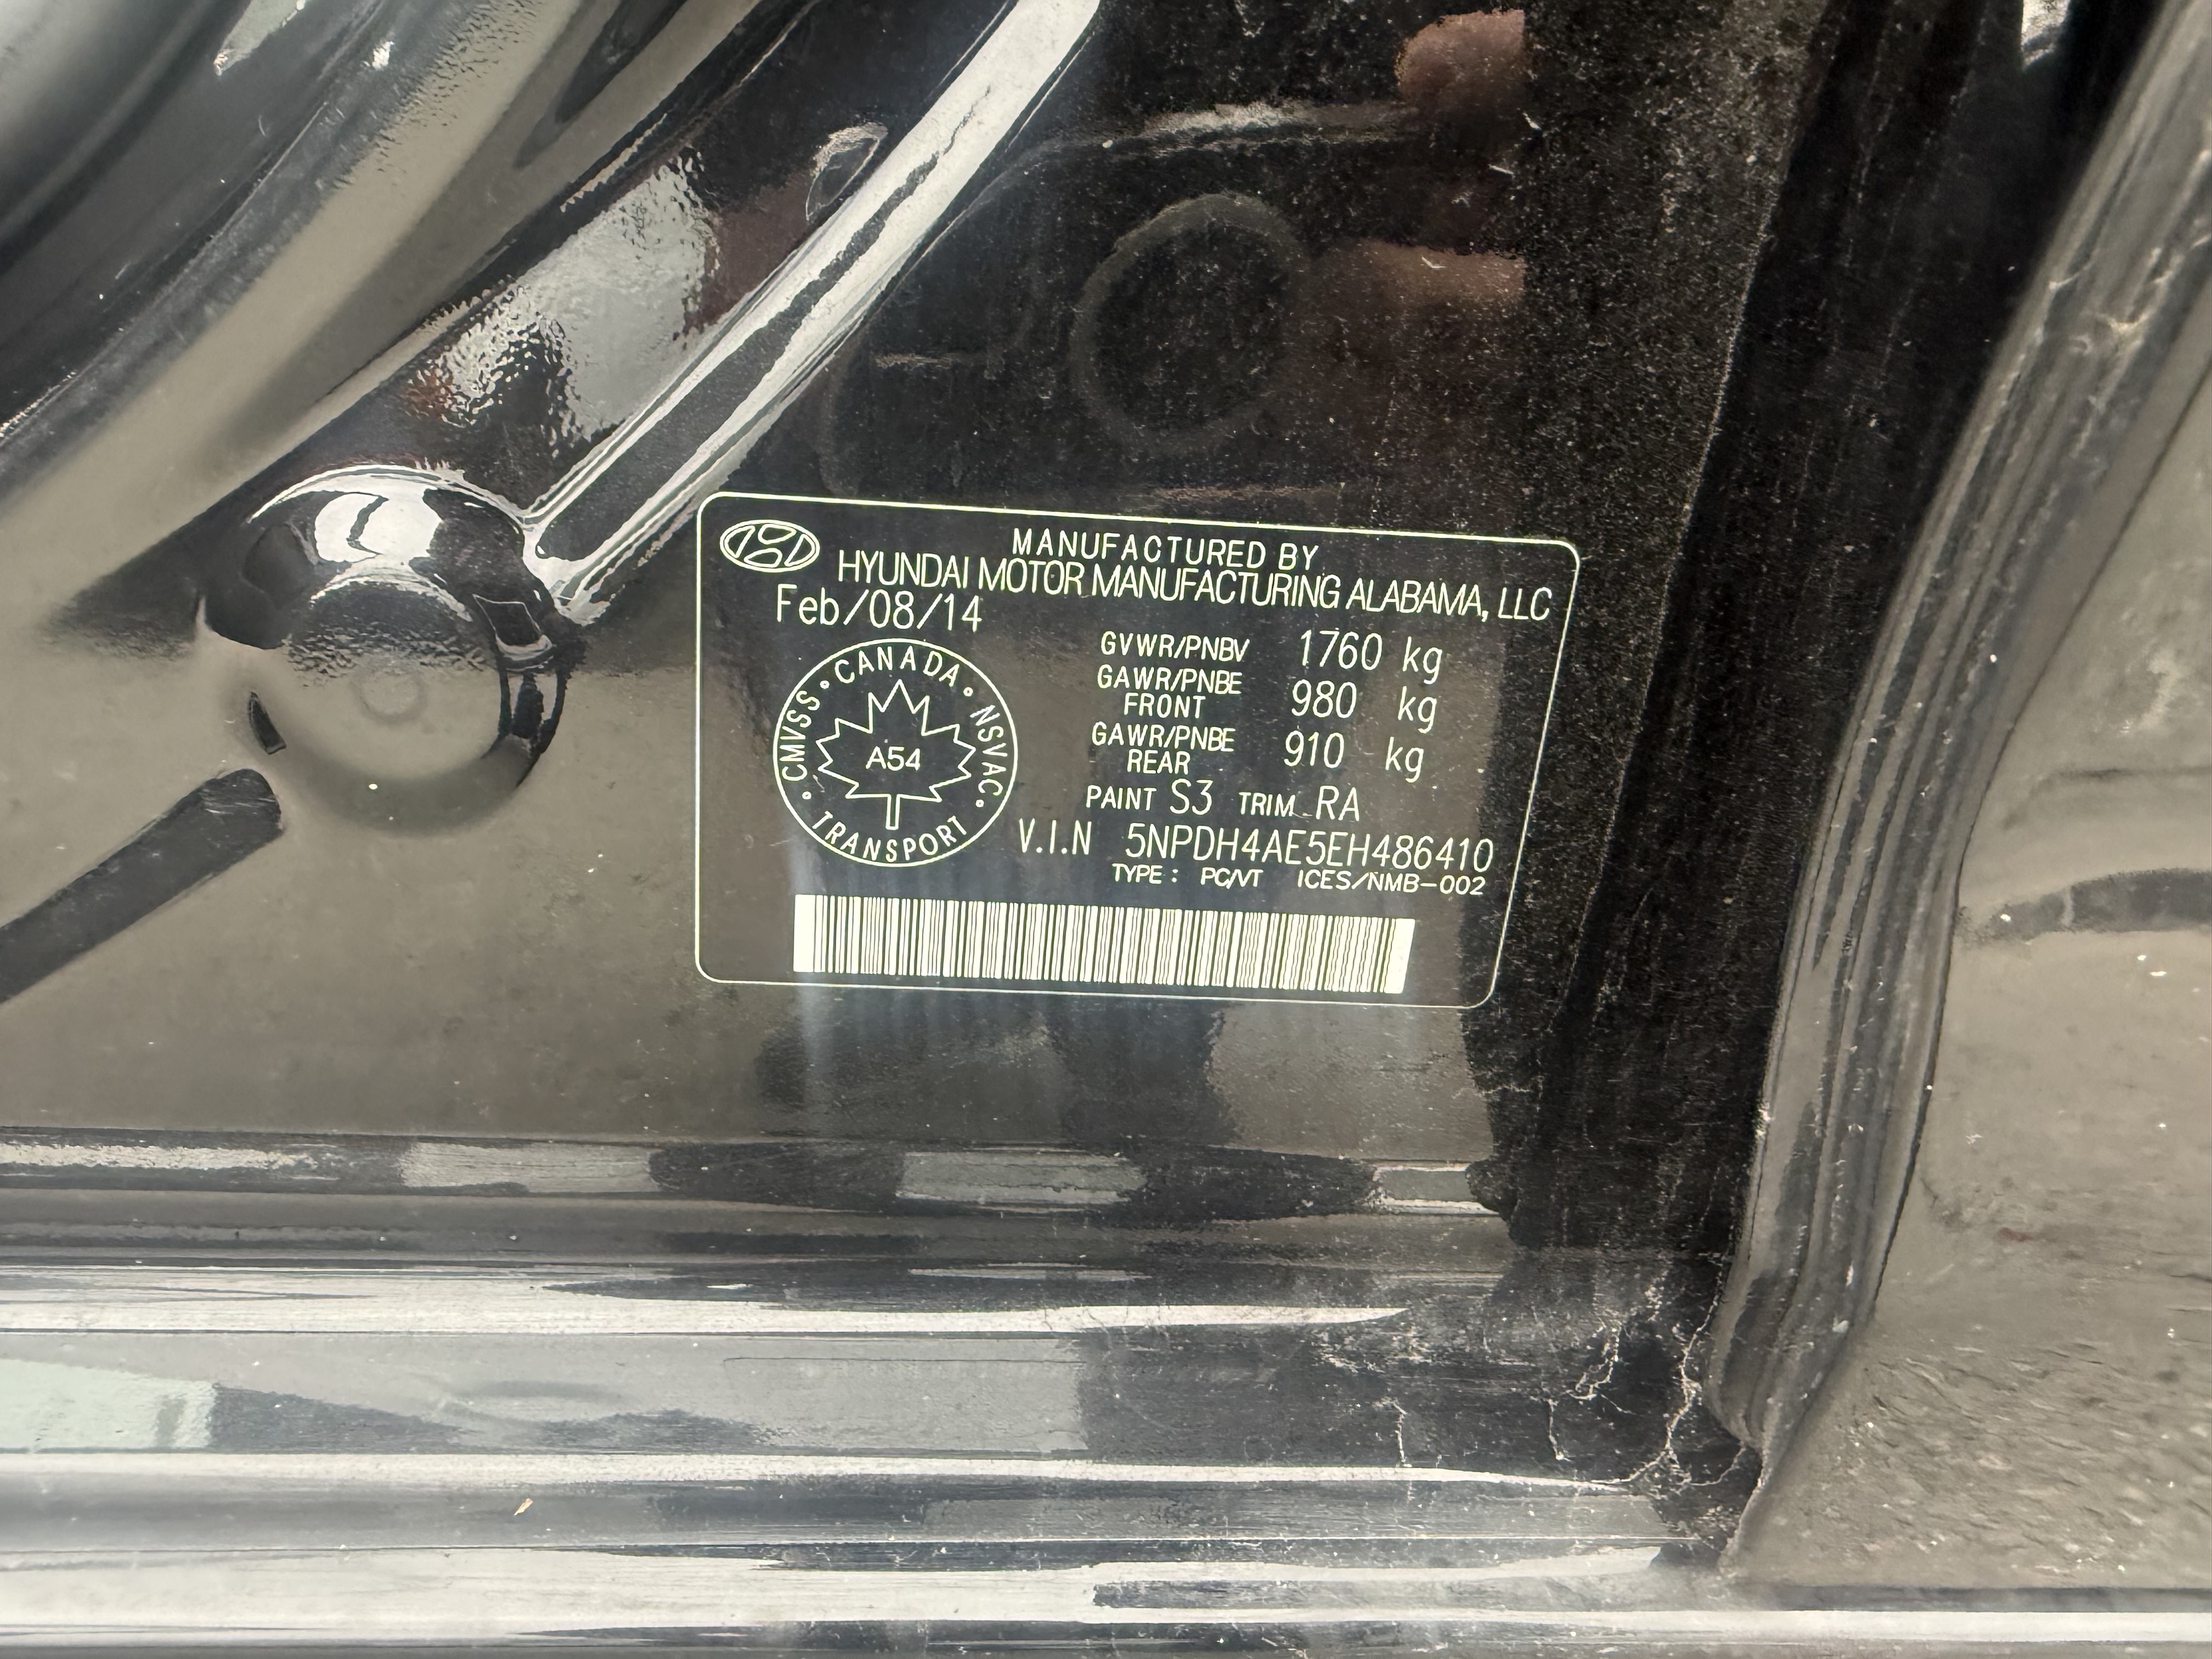 MANUFACTURED BY
HYUNDAI MOTOR MANUFACTURING ALABAMA, LLC
Feb/08/14
GVWR/PNBV 1760 kg
GAWR/PNBE FRONT 980 kg
GAWR/PNBE REAR 910 kg
PAINT S3 TRIM RA
V.I.N 5NPDH4AE5EH486410
TYPE : PC/VT ICES/NMB-002
CANADA • NSVAC • TRANSPORT • CMVSS •
A54